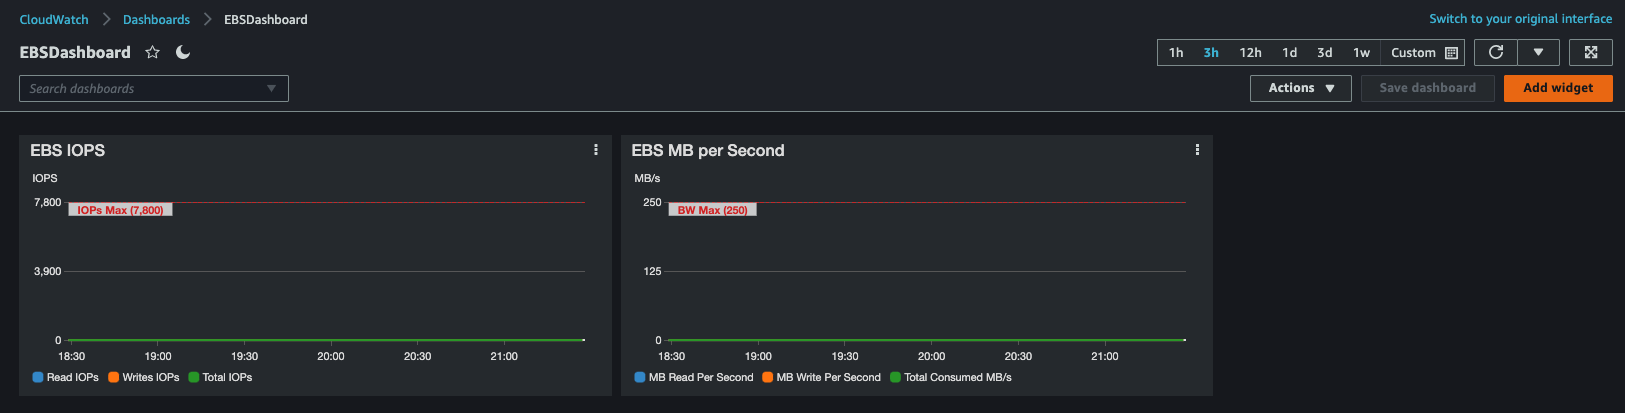 CloudWatch > Dashboards > EBSDashboard
Switch to your original interface
EBSDashboard
1h 3h 12h 1d 3d 1w Custom
Search dashboards
Actions
Save dashboard
Add widget
EBS IOPS
IOPS
7,800
IOPs Max (7,800)
3,900
0
18:30 19:00 19:30 20:00 20:30 21:00
Read IOPs Writes IOPs Total IOPs
EBS MB per Second
MB/s
250
BW Max (250)
125
0
18:30 19:00 19:30 20:00 20:30 21:00
MB Read Per Second MB Write Per Second Total Consumed MB/s